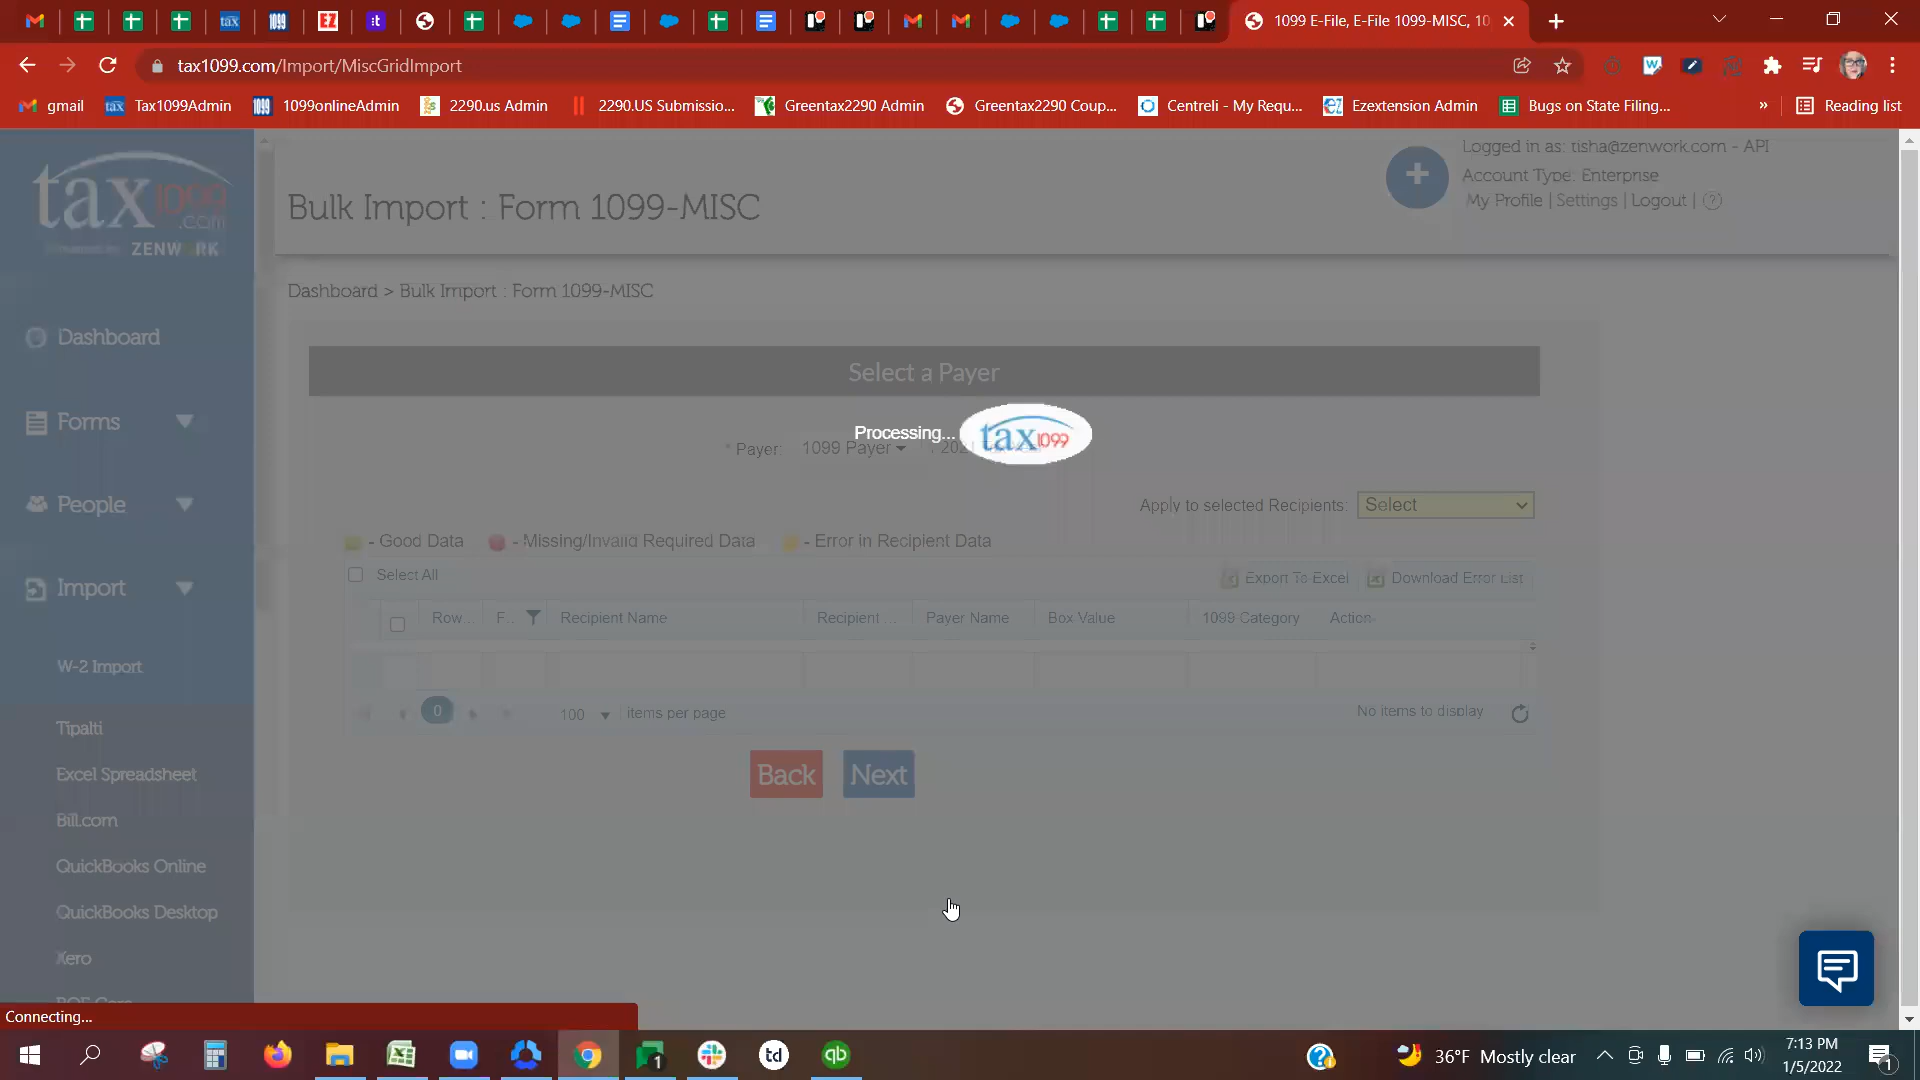 1099 E-File, E-File 1099-MISC, 10
tax1099.com/Import/MiscGridImport
gmail Tax1099Admin 1099onlineAdmin 2290.us Admin 2290.US Submissio... Greentax2290 Admin Greentax2290 Coup... Centreli - My Requ... Ezextension Admin Bugs on State Filing... » Reading list
tax1099.com
ZENWORK
Logged in as: tisha@zenwork.com - API
Account Type: Enterprise
My Profile | Settings | Logout | ?
Bulk Import : Form 1099-MISC
Dashboard > Bulk Import : Form 1099-MISC
Dashboard
Forms
People
Import
W-2 Import
Tipalti
Excel Spreadsheet
Bill.com
QuickBooks Online
QuickBooks Desktop
Xero
Select a Payer
Processing... tax1099
* Payer: 1099 Payer
Apply to selected Recipients: Select
- Good Data - Missing/Invalid Required Data - Error in Recipient Data
Select All Export To Excel Download Error List
Row... F... Recipient Name Recipient ... Payer Name Box Value 1099 Category Action
0 100 items per page No items to display
Back Next
Connecting...
td qb 36°F Mostly clear
7:13 PM
1/5/2022